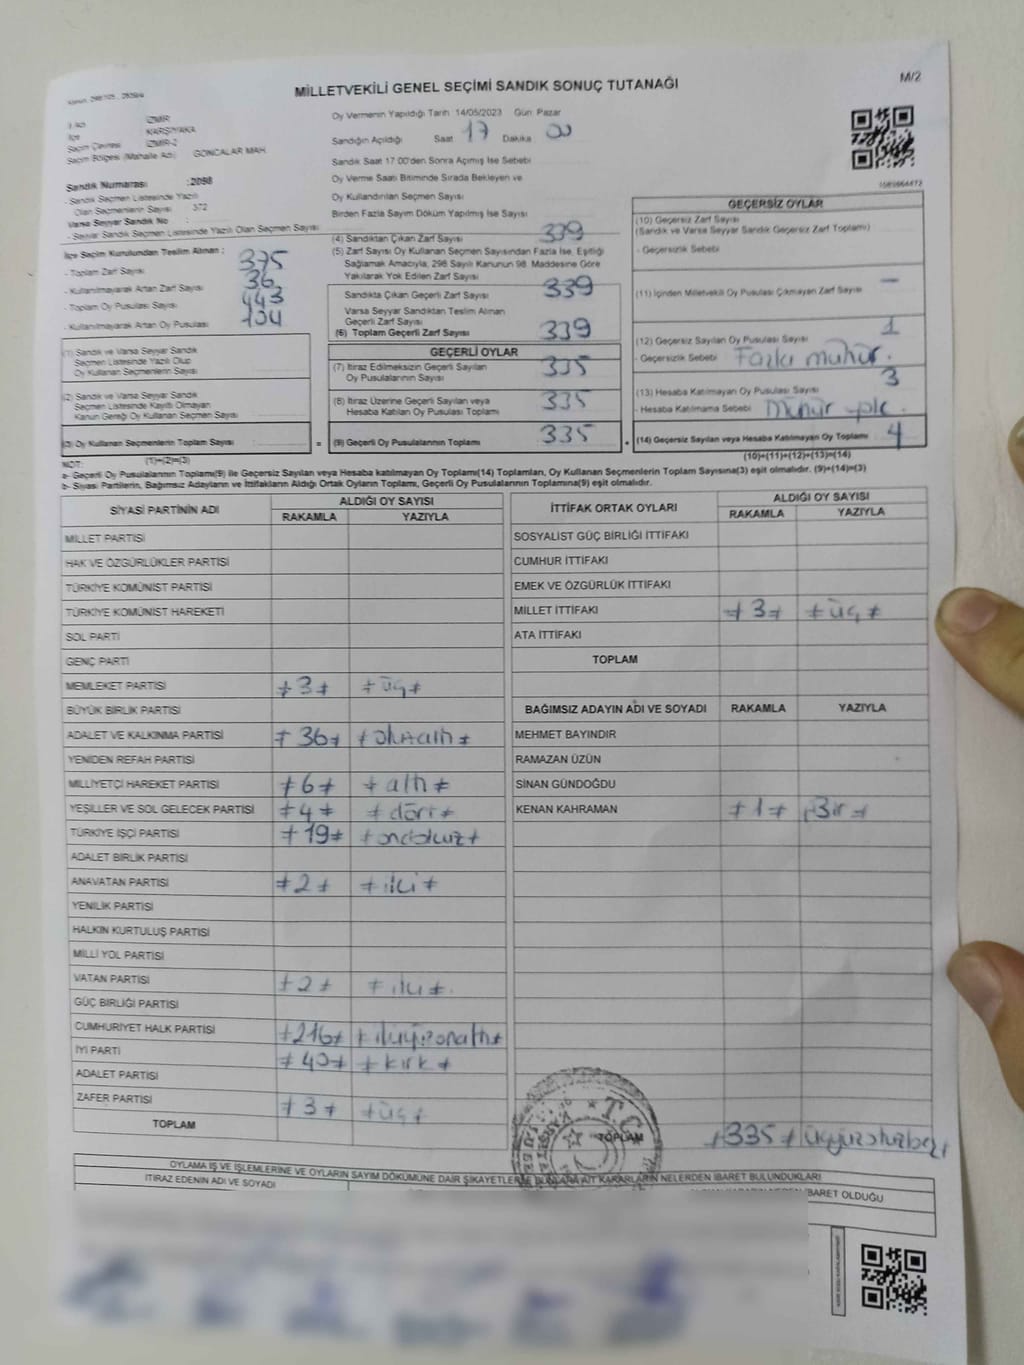 MİLLETVEKİLİ GENEL SEÇİMİ SANDIK SONUÇ TUTANAĞI
M/2
İli Adı İZMİR
İlçe KARŞIYAKA
Seçim Çevresi İZMİR-2
Seçim Bölgesi (Mahalle Adı) GONCALAR MAH.
Sandık Numarası :2098
- Sandık Seçmen Listesinde Yazılı
Olan Seçmenlerin Sayısı : 372
Varsa Seyyar Sandık No :
- Seyyar Sandık Seçmen Listesinde Yazılı Olan Seçmen Sayısı
İlçe Seçim Kurulundan Teslim Alınan :
- Toplam Zarf Sayısı 375
- Kullanılmayarak Artan Zarf Sayısı 36
- Toplam Oy Pusulası Sayısı 443
- Kullanılmayarak Artan Oy Pusulası 104
(1) Sandık ve Varsa Seyyar Sandık
Seçmen Listesinde Yazılı Olup
Oy Kullanan Seçmenlerin Sayısı
(2) Sandık ve Varsa Seyyar Sandık
Seçmen Listesinde Kayıtlı Olmayan
Kanun Gereği Oy Kullanan Seçmen Sayısı
(3) Oy Kullanan Seçmenlerin Toplam Sayısı
Oy Vermenin Yapıldığı Tarih 14/05/2023 Gün Pazar
Sandığın Açıldığı Saat 17 Dakika 00
Sandık Saat 17:00'den Sonra Açımış İse Sebebi
Oy Verme Saati Bitiminde Sırada Bekleyen ve
Oy Kullandırılan Seçmen Sayısı
Birden Fazla Sayım Döküm Yapılmış İse Sayısı
(4) Sandıktan Çıkan Zarf Sayısı 339
(5) Zarf Sayısı Oy Kullanan Seçmen Sayısından Fazla İse, Eşitliği
Sağlamak Amacıyla, 298 Sayılı Kanunun 98. Maddesine Göre
Yakılarak Yok Edilen Zarf Sayısı
Sandıkta Çıkan Geçerli Zarf Sayısı 339
Varsa Seyyar Sandıktan Teslim Alınan
Geçerli Zarf Sayısı
(6) Toplam Geçerli Zarf Sayısı 339
GEÇERLİ OYLAR
(7) İtiraz Edilmeksizin Geçerli Sayılan
Oy Pusulalarının Sayısı 335
(8) İtiraz Üzerine Geçerli Sayılan veya
Hesaba Katılan Oy Pusulası Toplamı 335
= (9) Geçerli Oy Pusulalarının Toplamı 335
1589664473
GEÇERSİZ OYLAR
(10) Geçersiz Zarf Sayısı
(Sandık ve Varsa Seyyar Sandık Geçersiz Zarf Toplamı)
- Geçersizlik Sebebi
(11) İçinden Milletvekili Oy Pusulası Çıkmayan Zarf Sayısı —
(12) Geçersiz Sayılan Oy Pusulası Sayısı 1
- Geçersizlik Sebebi Fazla mühür.
(13) Hesaba Katılmayan Oy Pusulası Sayısı 3
- Hesaba Katılmama Sebebi mühür yok.
+ (14) Geçersiz Sayılan veya Hesaba Katılmayan Oy Toplamı 4
NOT: (1)+(2)=(3)
(10)+(11)+(12)+(13)=(14)
a- Geçerli Oy Pusulalarının Toplamı(9) ile Geçersiz Sayılan veya Hesaba katılmayan Oy Toplamı(14) Toplamları, Oy Kullanan Seçmenlerin Toplam Sayısına(3) eşit olmalıdır. (9)+(14)=(3)
b- Siyasi Partilerin, Bağımsız Adayların ve İttifakların Aldığı Ortak Oyların Toplamı, Geçerli Oy Pusulalarının Toplamına(9) eşit olmalıdır.
SİYASİ PARTİNİN ADI ALDIĞI OY SAYISI
RAKAMLA YAZIYLA
MİLLET PARTİSİ
HAK VE ÖZGÜRLÜKLER PARTİSİ
TÜRKİYE KOMÜNİST PARTİSİ
TÜRKİYE KOMÜNİST HAREKETİ
SOL PARTİ
GENÇ PARTİ
MEMLEKET PARTİSİ ≠3≠ ≠üç≠
BÜYÜK BİRLİK PARTİSİ
ADALET VE KALKINMA PARTİSİ ≠36≠ ≠otuzaltı≠
YENİDEN REFAH PARTİSİ
MİLLİYETÇİ HAREKET PARTİSİ ≠6≠ ≠altı≠
YEŞİLLER VE SOL GELECEK PARTİSİ ≠4≠ ≠dört≠
TÜRKİYE İŞÇİ PARTİSİ ≠19≠ ≠ondokuz≠
ADALET BİRLİK PARTİSİ
ANAVATAN PARTİSİ ≠2≠ ≠iki≠
YENİLİK PARTİSİ
HALKIN KURTULUŞ PARTİSİ
MİLLİ YOL PARTİSİ
VATAN PARTİSİ ≠2≠ ≠iki≠
GÜÇ BİRLİĞİ PARTİSİ
CUMHURİYET HALK PARTİSİ ≠216≠ ≠ikiyüzonaltı≠
İYİ PARTİ ≠40≠ ≠kırk≠
ADALET PARTİSİ
ZAFER PARTİSİ ≠3≠ ≠üç≠
TOPLAM
İTTİFAK ORTAK OYLARI ALDIĞI OY SAYISI
RAKAMLA YAZIYLA
SOSYALİST GÜÇ BİRLİĞİ İTTİFAKI
CUMHUR İTTİFAKI
EMEK VE ÖZGÜRLÜK İTTİFAKI
MİLLET İTTİFAKI ≠3≠ ≠üç≠
ATA İTTİFAKI
TOPLAM
BAĞIMSIZ ADAYIN ADI VE SOYADI RAKAMLA YAZIYLA
MEHMET BAYINDIR
RAMAZAN ÜZÜN
SİNAN GÜNDOĞDU
KENAN KAHRAMAN ≠1≠ ≠Bir≠
T.C.
TOPLAM ≠335≠ üçyüzotuzbeş≠
OYLAMA İŞ VE İŞLEMLERİNE VE OYLARIN SAYIM DÖKÜMÜNE DAİR ŞİKAYETLERLE BUNLARA AİT KARARLARIN NELERDEN İBARET BULUNDUKLARI
İTİRAZ EDENİN ADI VE SOYADI
İBARET OLDUĞU